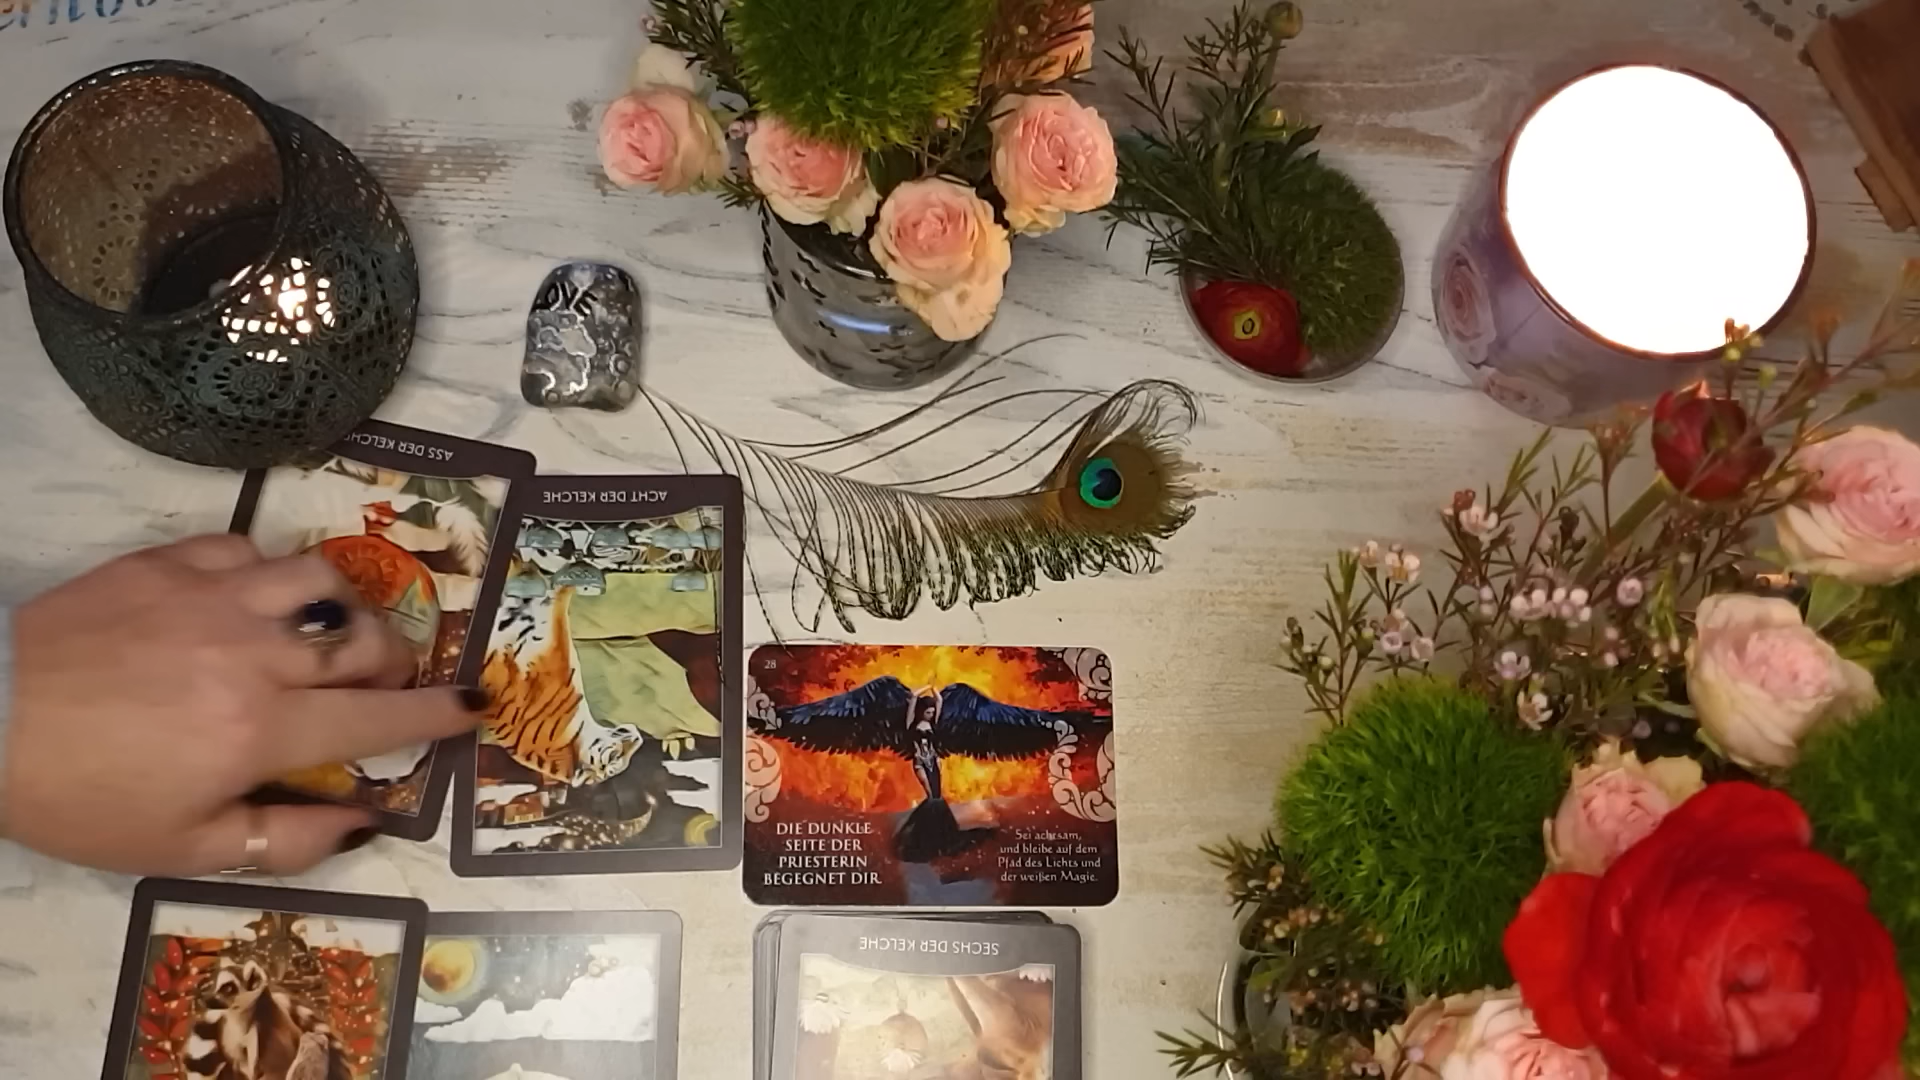 LOVE
ASS DER KELCHE
ACHT DER KELCHE
28
DIE DUNKLE
SEITE DER
PRIESTERIN
BEGEGNET DIR
Sei achtsam,
und bleibe auf dem
Pfad des Lichts und
der weißen Magie.
SECHS DER KELCHE